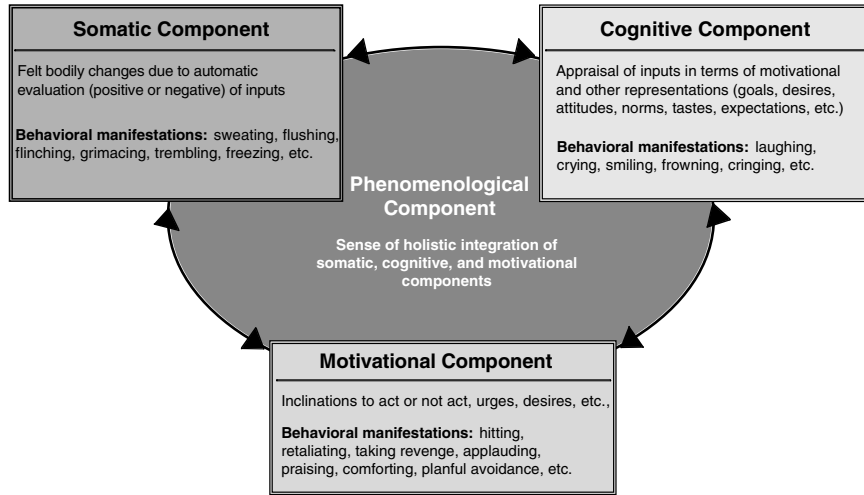 Somatic Component
Felt bodily changes due to automatic
evaluation (positive or negative) of inputs
Behavioral manifestations: sweating, flushing,
flinching, grimacing, trembling, freezing, etc.
Cognitive Component
Appraisal of inputs in terms of motivational
and other representations (goals, desires,
attitudes, norms, tastes, expectations, etc.)
Behavioral manifestations: laughing,
crying, smiling, frowning, cringing, etc.
Phenomenological
Component
Sense of holistic integration of
somatic, cognitive, and motivational
components
Motivational Component
Inclinations to act or not act, urges, desires, etc.,
Behavioral manifestations: hitting,
retaliating, taking revenge, applauding,
praising, comforting, planful avoidance, etc.